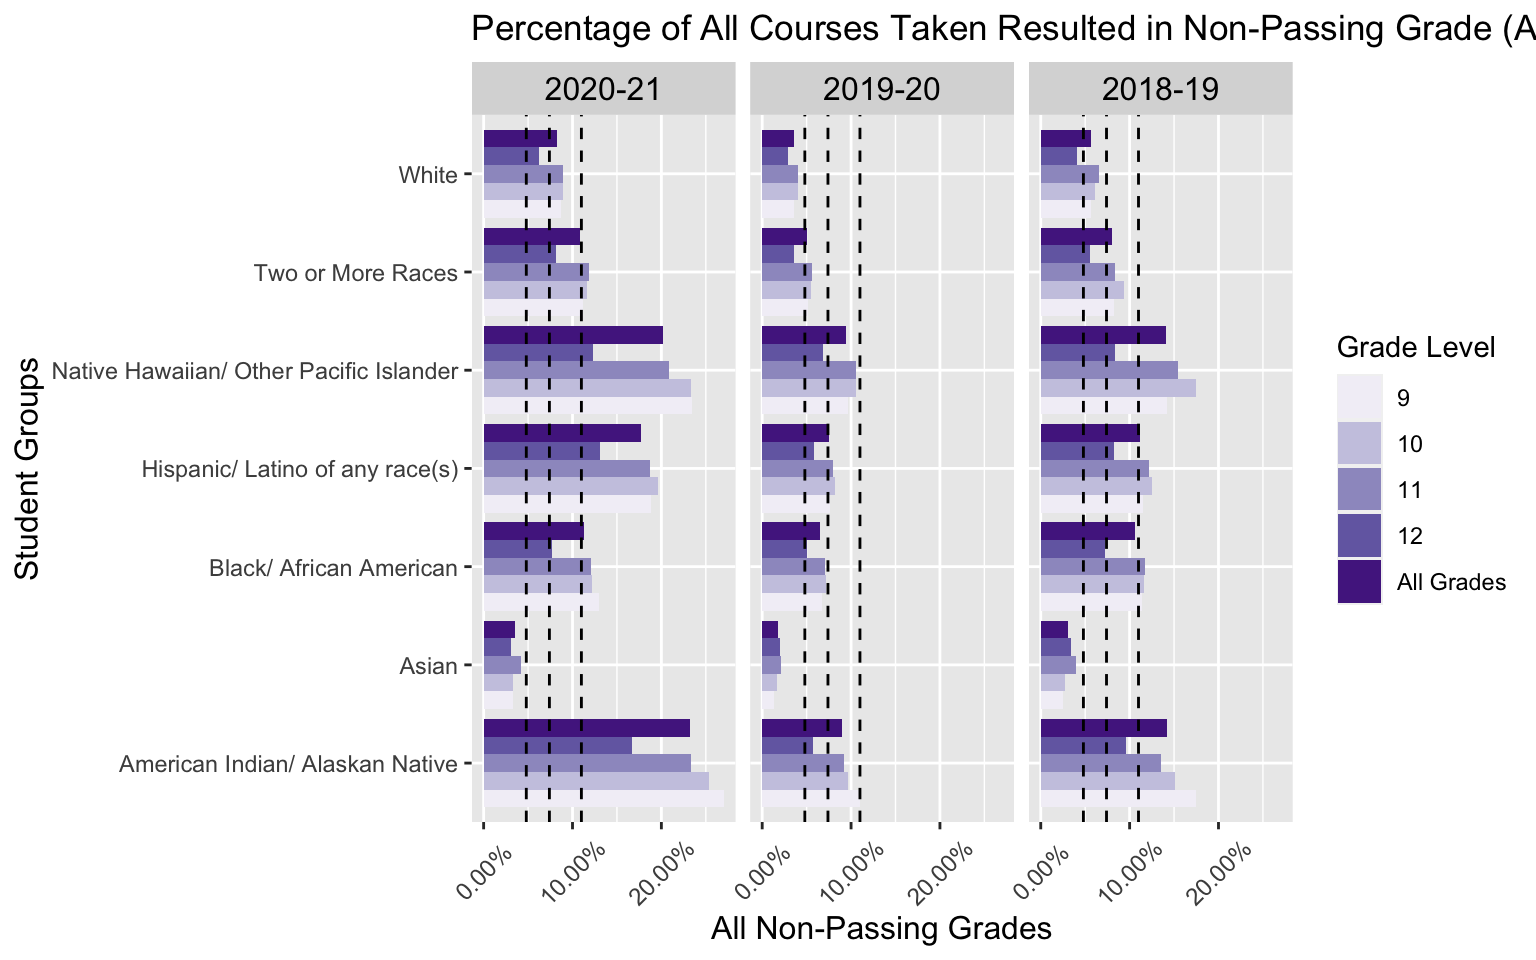 Percentage of All Courses Taken Resulted in Non-Passing Grade (A
2020-21
2019-20
2018-19
White
Two or More Races
Native Hawaiian/ Other Pacific Islander
Hispanic/ Latino of any race(s)
Black/ African American
Asian
American Indian/ Alaskan Native
Student Groups
0.00%
10.00%
20.00%
0.00%
10.00%
20.00%
0.00%
10.00%
20.00%
All Non-Passing Grades
Grade Level
9
10
11
12
All Grades